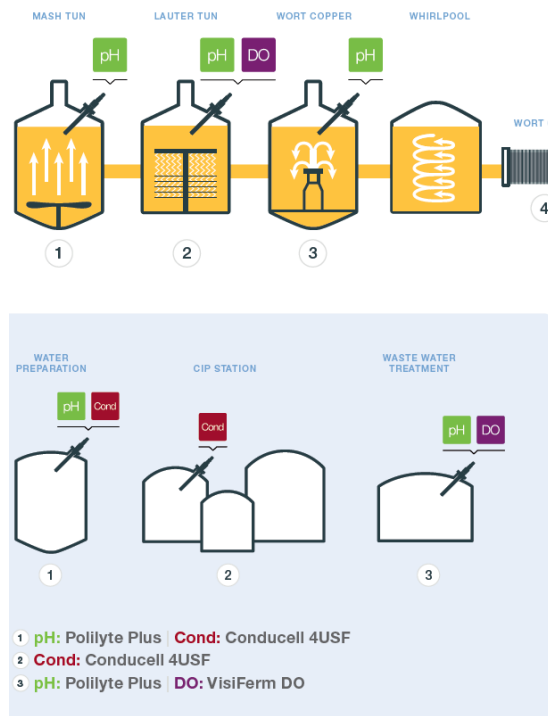 MASH TUN
LAUTER TUN
WORT COPPER
WHIRLPOOL
pH
pH DO
pH
WORT
1
2
3
4
WATER
PREPARATION
CIP STATION
WASTE WATER
TREATMENT
pH Cond
Cond
pH DO
1
2
3
1 pH: Polilyte Plus | Cond: Conducell 4USF
2 Cond: Conducell 4USF
3 pH: Polilyte Plus | DO: VisiFerm DO